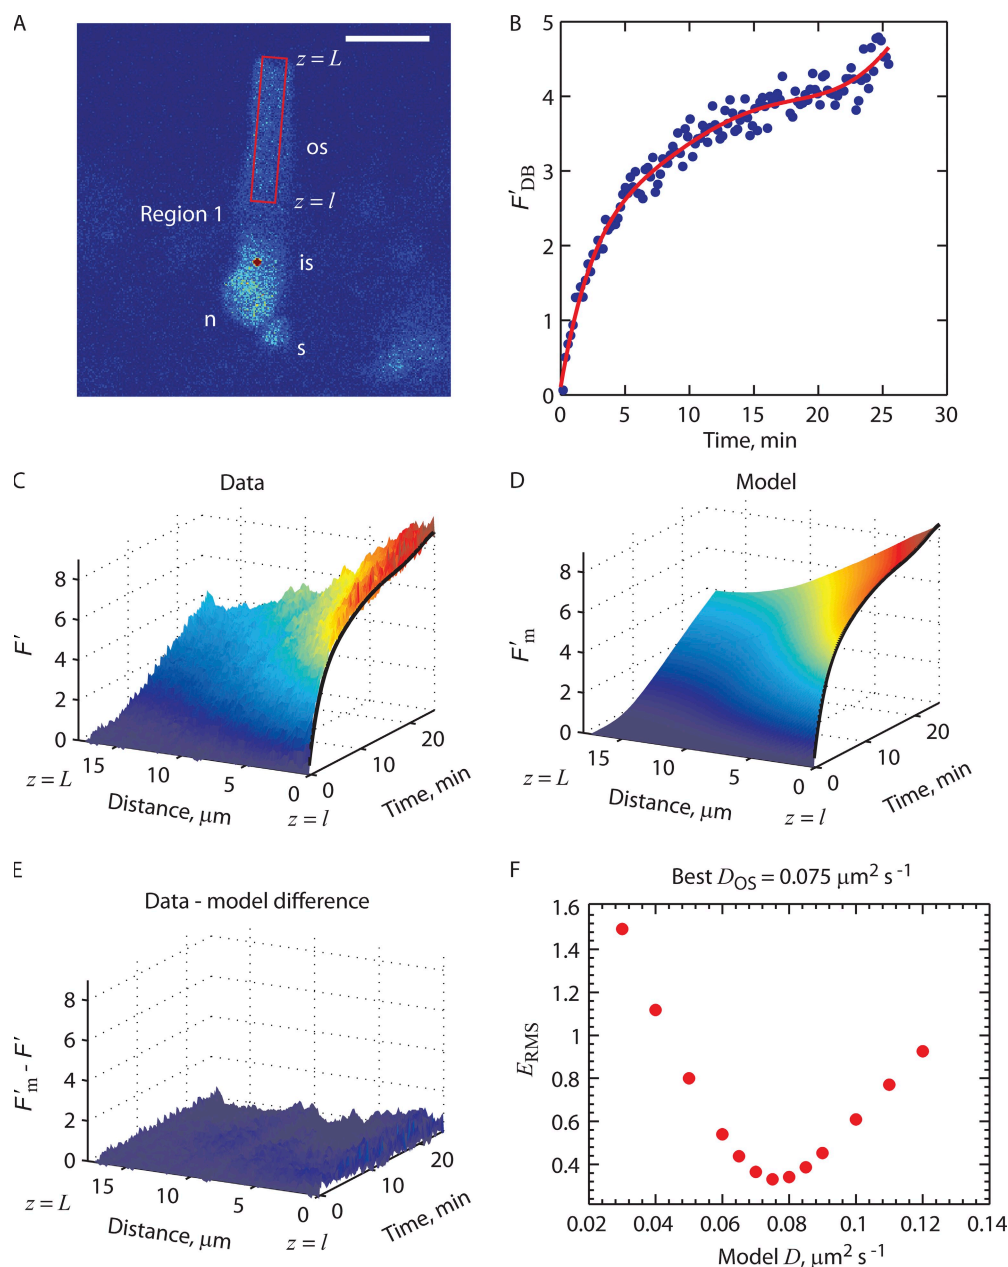 A
z = L
os
z = l
Region 1
is
n
s
B
F′DB
5
4
3
2
1
0
0 5 10 15 20 25 30
Time, min
C
Data
F′
8
6
4
2
0
15 10 5 0
0 10 20
z = L
Distance, μm
z = l
Time, min
D
Model
F′m
8
6
4
2
0
15 10 5 0
0 10 20
z = L
Distance, μm
z = l
Time, min
E
Data - model difference
F′m - F′
8
6
4
2
0
15 10 5 0
0 10 20
z = L
Distance, μm
z = l
Time, min
F
Best DOS = 0.075 μm² s⁻¹
ERMS
1.6
1.4
1.2
1
0.8
0.6
0.4
0.02 0.04 0.06 0.08 0.1 0.12 0.14
Model D, μm² s⁻¹